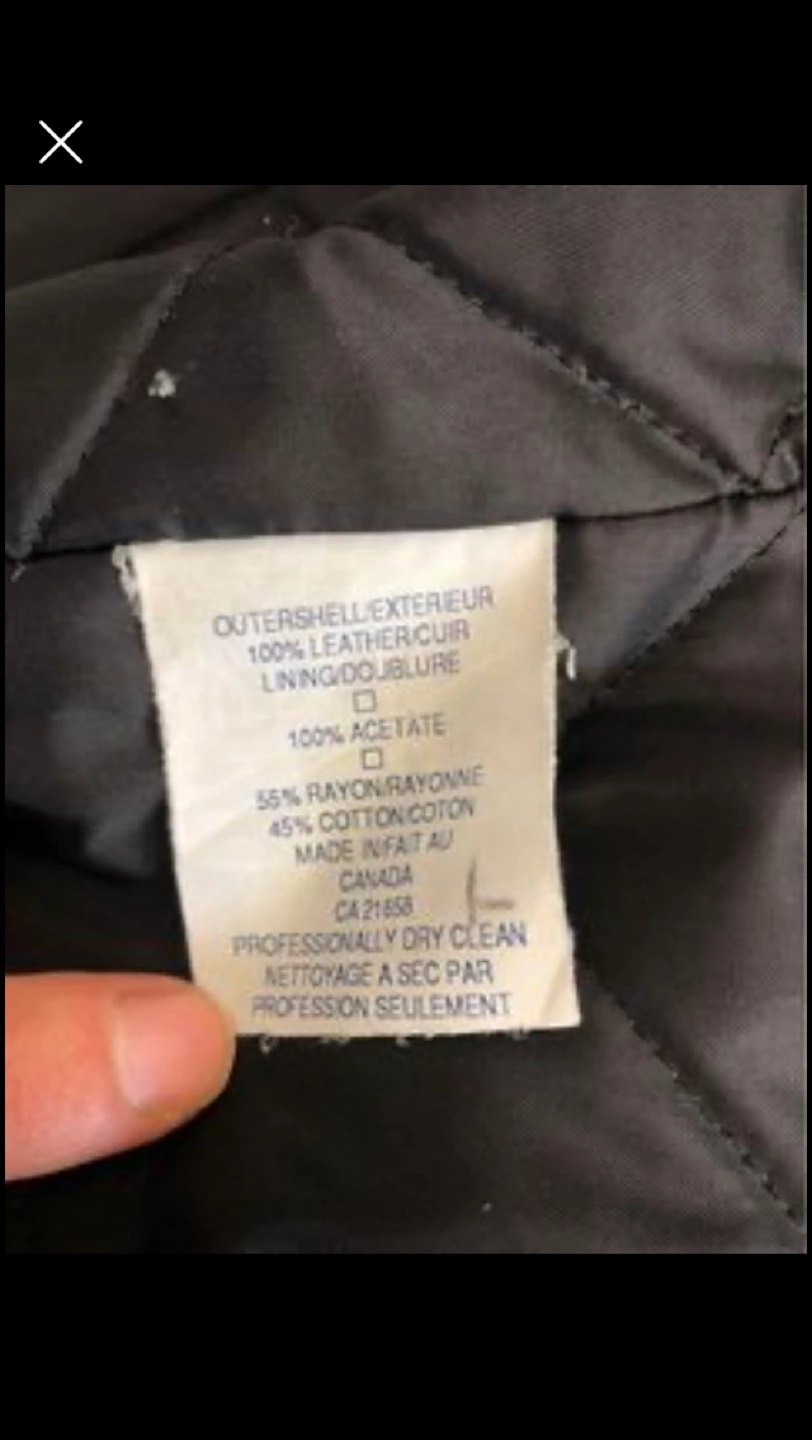 OUTERSHELL/EXTERIEUR
100% LEATHER/CUIR
LINING/DOUBLURE
100% ACETATE
55% RAYON/RAYONNE
45% COTTON/COTON
MADE IN/FAIT AU
CANADA
CA 21658
PROFESSIONALLY DRY CLEAN
NETTOYAGE A SEC PAR
PROFESSION SEULEMENT